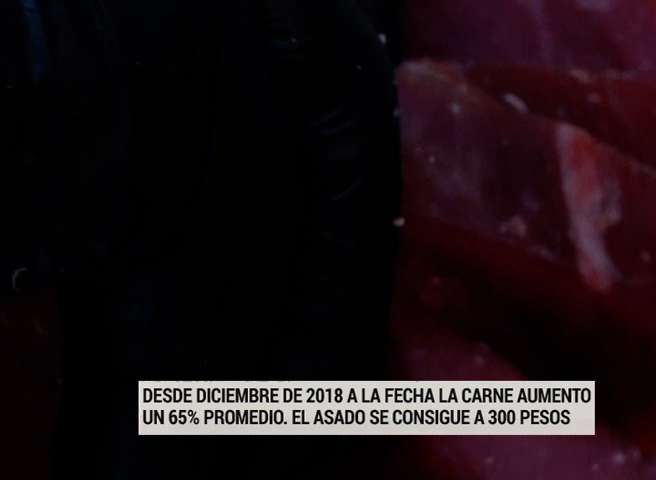 DESDE DICIEMBRE DE 2018 A LA FECHA LA CARNE AUMENTO
UN 65% PROMEDIO. EL ASADO SE CONSIGUE A 300 PESOS